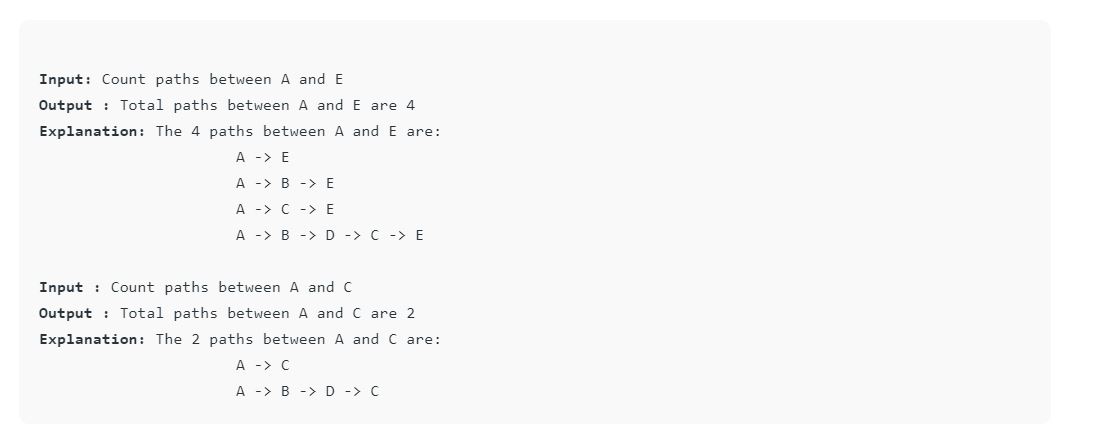 Input: Count paths between A and E
Output : Total paths between A and E are 4
Explanation: The 4 paths between A and E are:
A -> E
A -> B -> E
A -> C -> E
A -> B -> D -> C -> E
Input : Count paths between A and C
Output : Total paths between A and C are 2
Explanation: The 2 paths between A and C are:
A -> C
A -> B -> D -> C